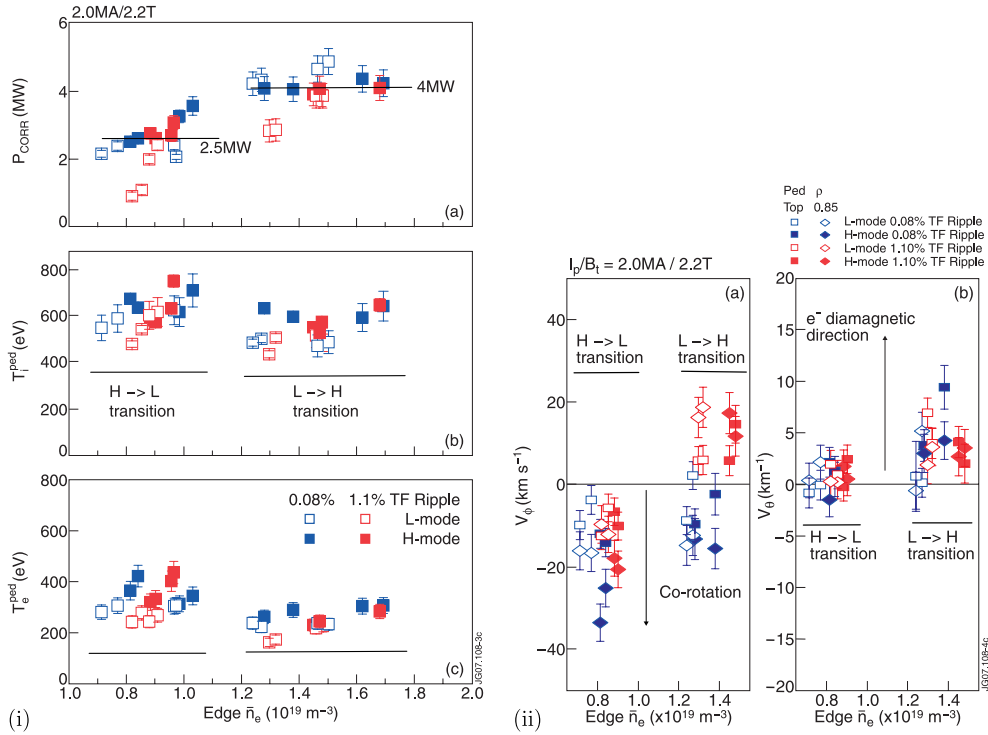 2.0MA/2.2T
6
4
2
0
P_CORR (MW)
4MW
2.5MW
(a)
800
600
400
200
0
T_i^ped (eV)
H –> L
transition
L –> H
transition
(b)
800
600
400
200
0
T_e^ped (eV)
0.08% 1.1% TF Ripple
L-mode
H-mode
(c)
1.0 0.8 1.0 1.2 1.4 1.6 1.8 2.0
Edge n̄_e (10^19 m^-3)
JG07.108-3c
(i)
Ped ρ
Top 0.85
L-mode 0.08% TF Ripple
H-mode 0.08% TF Ripple
L-mode 1.10% TF Ripple
H-mode 1.10% TF Ripple
I_p/B_t = 2.0MA / 2.2T
(a)
40
20
0
−20
−40
V_ϕ (km s^-1)
H –> L
transition
L –> H
transition
Co-rotation
0.8 1.0 1.2 1.4
Edge n̄_e (x10^19 m^-3)
(b)
20
15
10
5
0
−5
−10
−15
−20
V_θ (km^-1)
e^- diamagnetic
direction
H –> L
transition
L –> H
transition
0.8 1.0 1.2 1.4
Edge n̄_e (x10^19 m^-3)
JG07.108-4c
(ii)